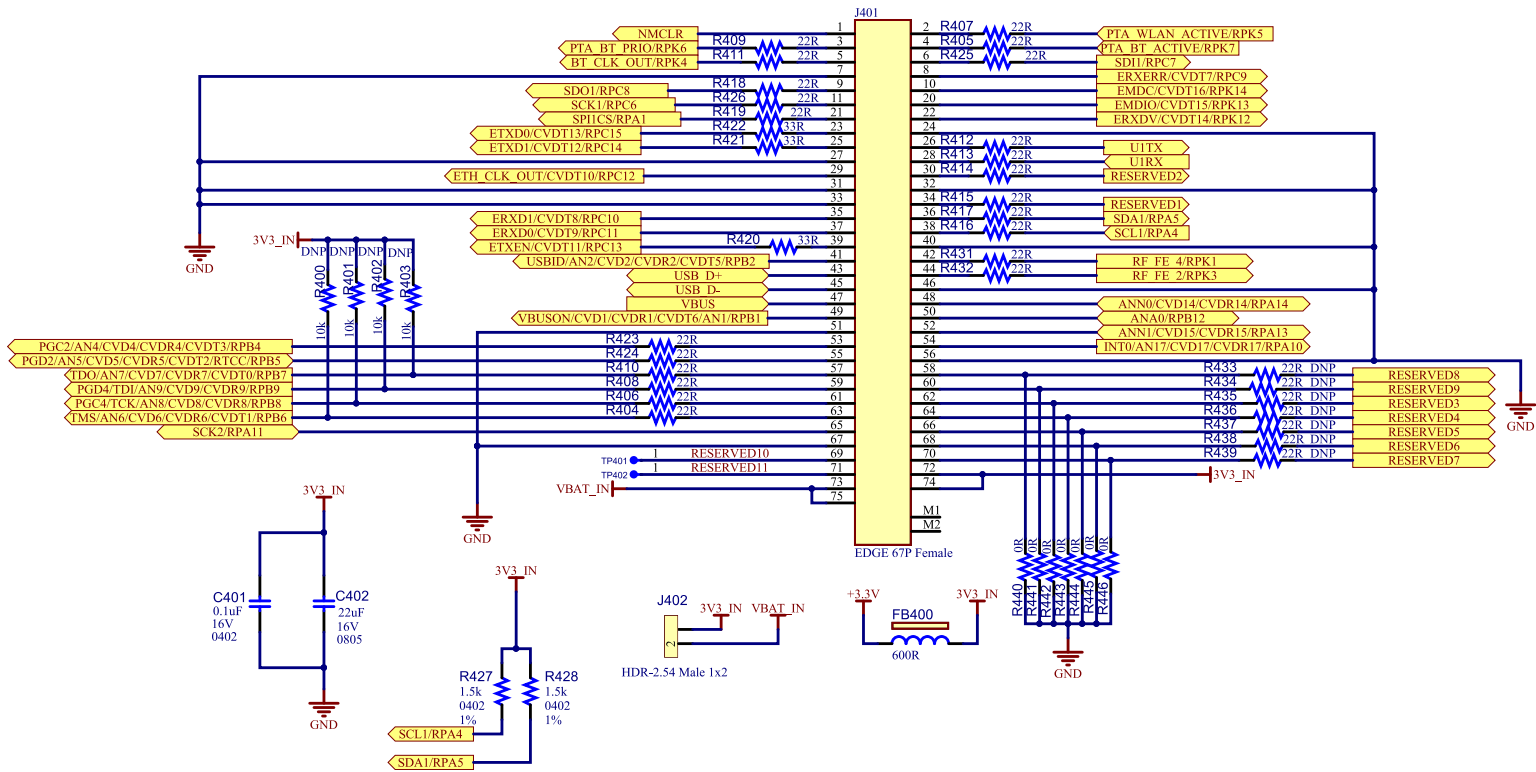 J401
NMCLR 1 2 R407 22R PTA_WLAN_ACTIVE/RPK5
PTA_BT_PRIO/RPK6 R409 22R 3 4 R405 22R PTA_BT_ACTIVE/RPK7
BT_CLK_OUT/RPK4 R411 22R 5 6 R425 22R SDI1/RPC7
7 8 ERXERR/CVDT7/RPC9
SDO1/RPC8 R418 22R 9 10 EMDC/CVDT16/RPK14
SCK1/RPC6 R426 22R 11 20 EMDIO/CVDT15/RPK13
SPI1CS/RPA1 R419 22R 21 22 ERXDV/CVDT14/RPK12
ETXD0/CVDT13/RPC15 R422 33R 23 24
ETXD1/CVDT12/RPC14 R421 33R 25 26 R412 22R U1TX
27 28 R413 22R U1RX
ETH_CLK_OUT/CVDT10/RPC12 29 30 R414 22R RESERVED2
31 32
33 34 R415 22R RESERVED1
ERXD1/CVDT8/RPC10 35 36 R417 22R SDA1/RPA5
ERXD0/CVDT9/RPC11 37 38 R416 22R SCL1/RPA4
3V3_IN ETXEN/CVDT11/RPC13 R420 33R 39 40
GND DNP DNP DNP DNP USBID/AN2/CVD2/CVDR2/CVDT5/RPB2 41 42 R431 22R RF_FE_4/RPK1
R400 R401 R402 R403 USB_D+ 43 44 R432 22R RF_FE_2/RPK3
USB_D- 45 46
VBUS 47 48 ANN0/CVD14/CVDR14/RPA14
10k 10k 10k 10k VBUSON/CVD1/CVDR1/CVDT6/AN1/RPB1 49 50 ANA0/RPB12
51 52 ANN1/CVD15/CVDR15/RPA13
PGC2/AN4/CVD4/CVDR4/CVDT3/RPB4 R423 22R 53 54 INT0/AN17/CVD17/CVDR17/RPA10
PGD2/AN5/CVD5/CVDR5/CVDT2/RTCC/RPB5 R424 22R 55 56
TDO/AN7/CVD7/CVDR7/CVDT0/RPB7 R410 22R 57 58 R433 22R DNP RESERVED8
PGD4/TDI/AN9/CVD9/CVDR9/RPB9 R408 22R 59 60 R434 22R DNP RESERVED9
PGC4/TCK/AN8/CVD8/CVDR8/RPB8 R406 22R 61 62 R435 22R DNP RESERVED3
TMS/AN6/CVD6/CVDR6/CVDT1/RPB6 R404 22R 63 64 R436 22R DNP RESERVED4
GND
SCK2/RPA11 65 66 R437 22R DNP RESERVED5
67 68 R438 22R DNP RESERVED6
TP401 1 RESERVED10 69 70 R439 22R DNP RESERVED7
TP402 1 RESERVED11 71 72 3V3_IN
VBAT_IN 73 74
75
M1
M2
GND
EDGE 67P Female
0R 0R 0R 0R 0R 0R 0R
R440 R441 R442 R443 R444 R445 R446
GND
3V3_IN
C401
0.1uF
16V
0402
C402
22uF
16V
0805
GND
3V3_IN
R427
1.5k
0402
1%
R428
1.5k
0402
1%
SCL1/RPA4
SDA1/RPA5
J402
3V3_IN
VBAT_IN
2
HDR-2.54 Male 1x2
+3.3V
FB400
3V3_IN
600R